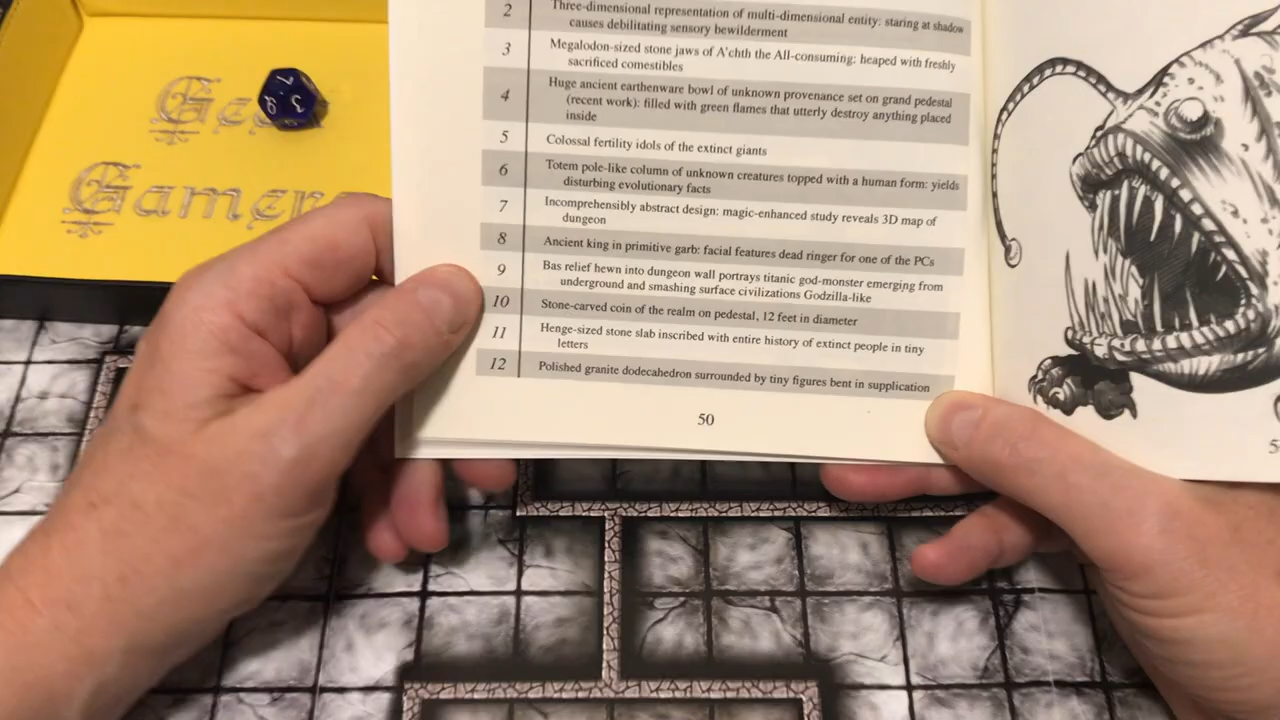 2 Three-dimensional representation of multi-dimensional entity: staring at shadow
causes debilitating sensory bewilderment
3 Megalodon-sized stone jaws of A'chth the All-consuming: heaped with freshly
sacrificed comestibles
4 Huge ancient earthenware bowl of unknown provenance set on grand pedestal
(recent work): filled with green flames that utterly destroy anything placed
inside
5 Colossal fertility idols of the extinct giants
6 Totem pole-like column of unknown creatures topped with a human form: yields
disturbing evolutionary facts
7 Incomprehensibly abstract design: magic-enhanced study reveals 3D map of
dungeon
8 Ancient king in primitive garb: facial features dead ringer for one of the PCs
9 Bas relief hewn into dungeon wall portrays titanic god-monster emerging from
underground and smashing surface civilizations Godzilla-like
10 Stone-carved coin of the realm on pedestal, 12 feet in diameter
11 Henge-sized stone slab inscribed with entire history of extinct people in tiny
letters
12 Polished granite dodecahedron surrounded by tiny figures bent in supplication
50